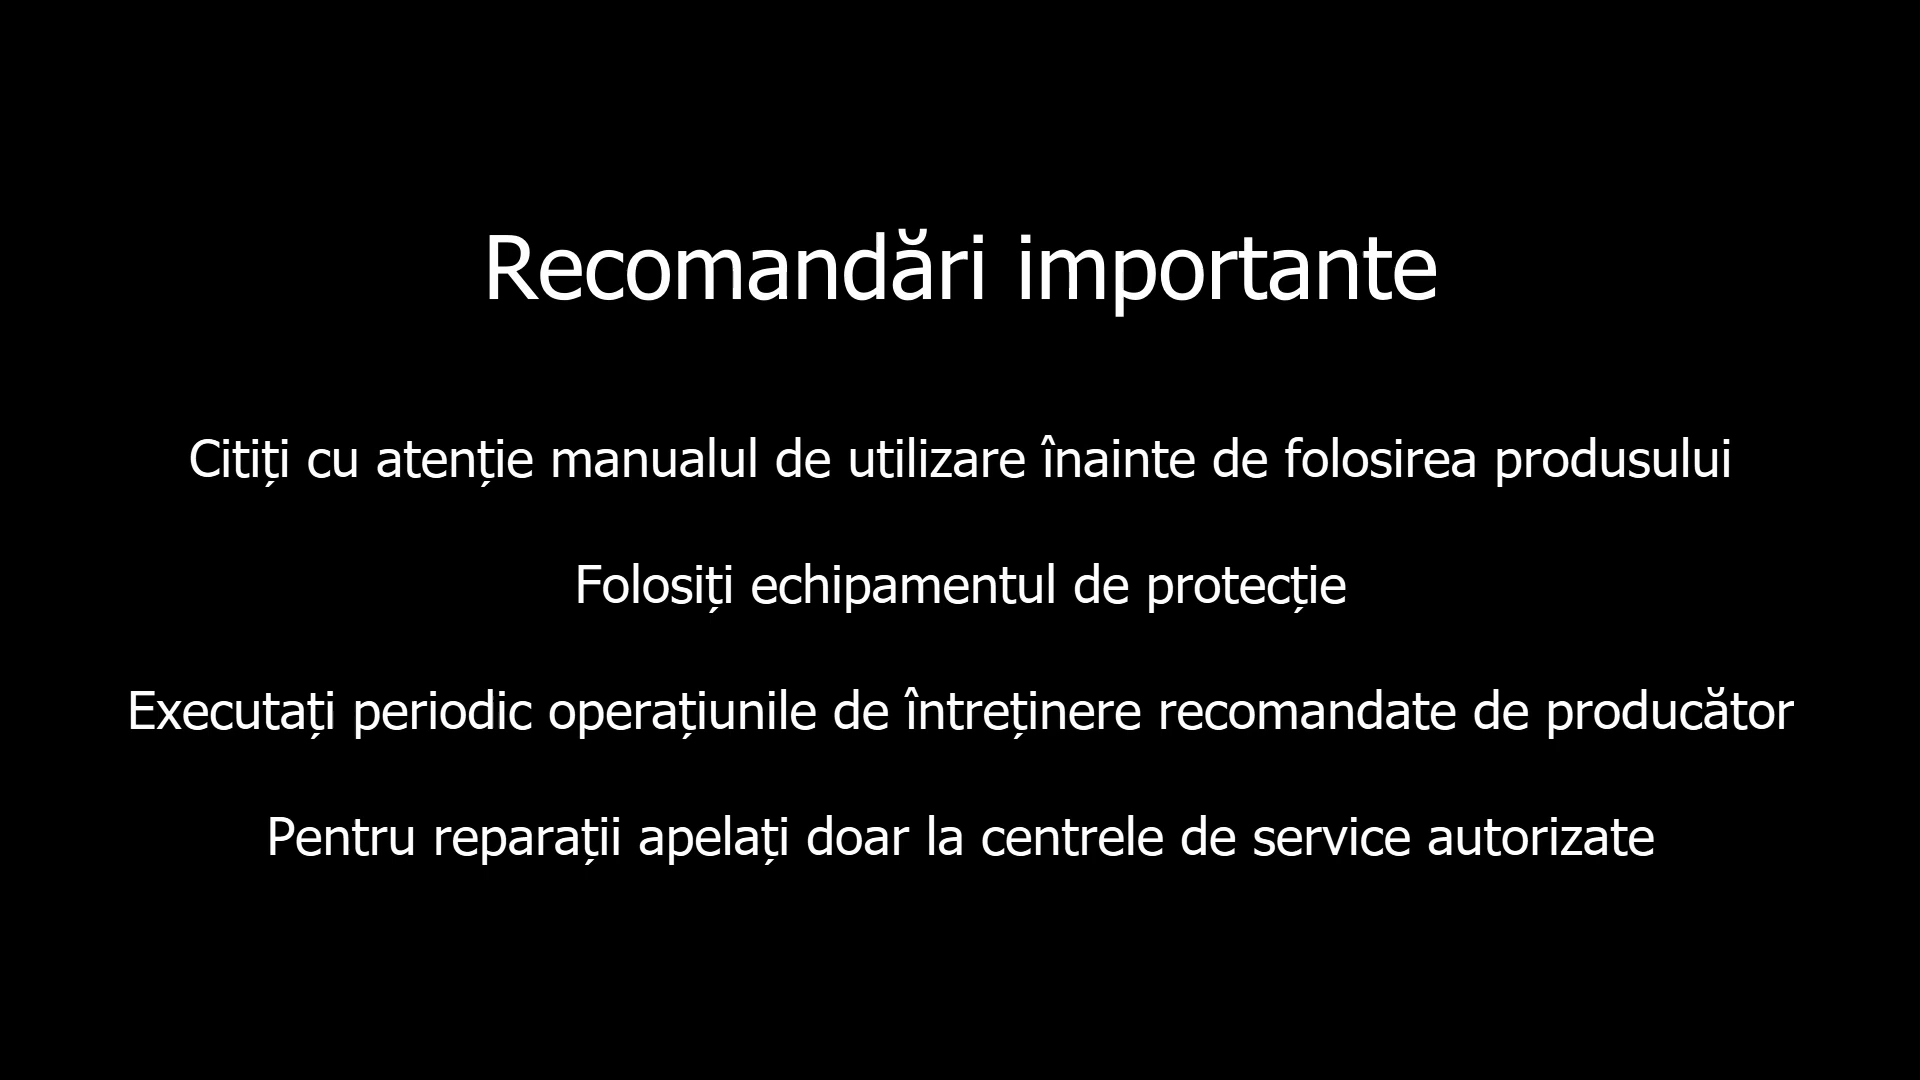 Recomandări importante
Citiți cu atenție manualul de utilizare înainte de folosirea produsului
Folosiți echipamentul de protecție
Executați periodic operațiunile de întreținere recomandate de producător
Pentru reparații apelați doar la centrele de service autorizate